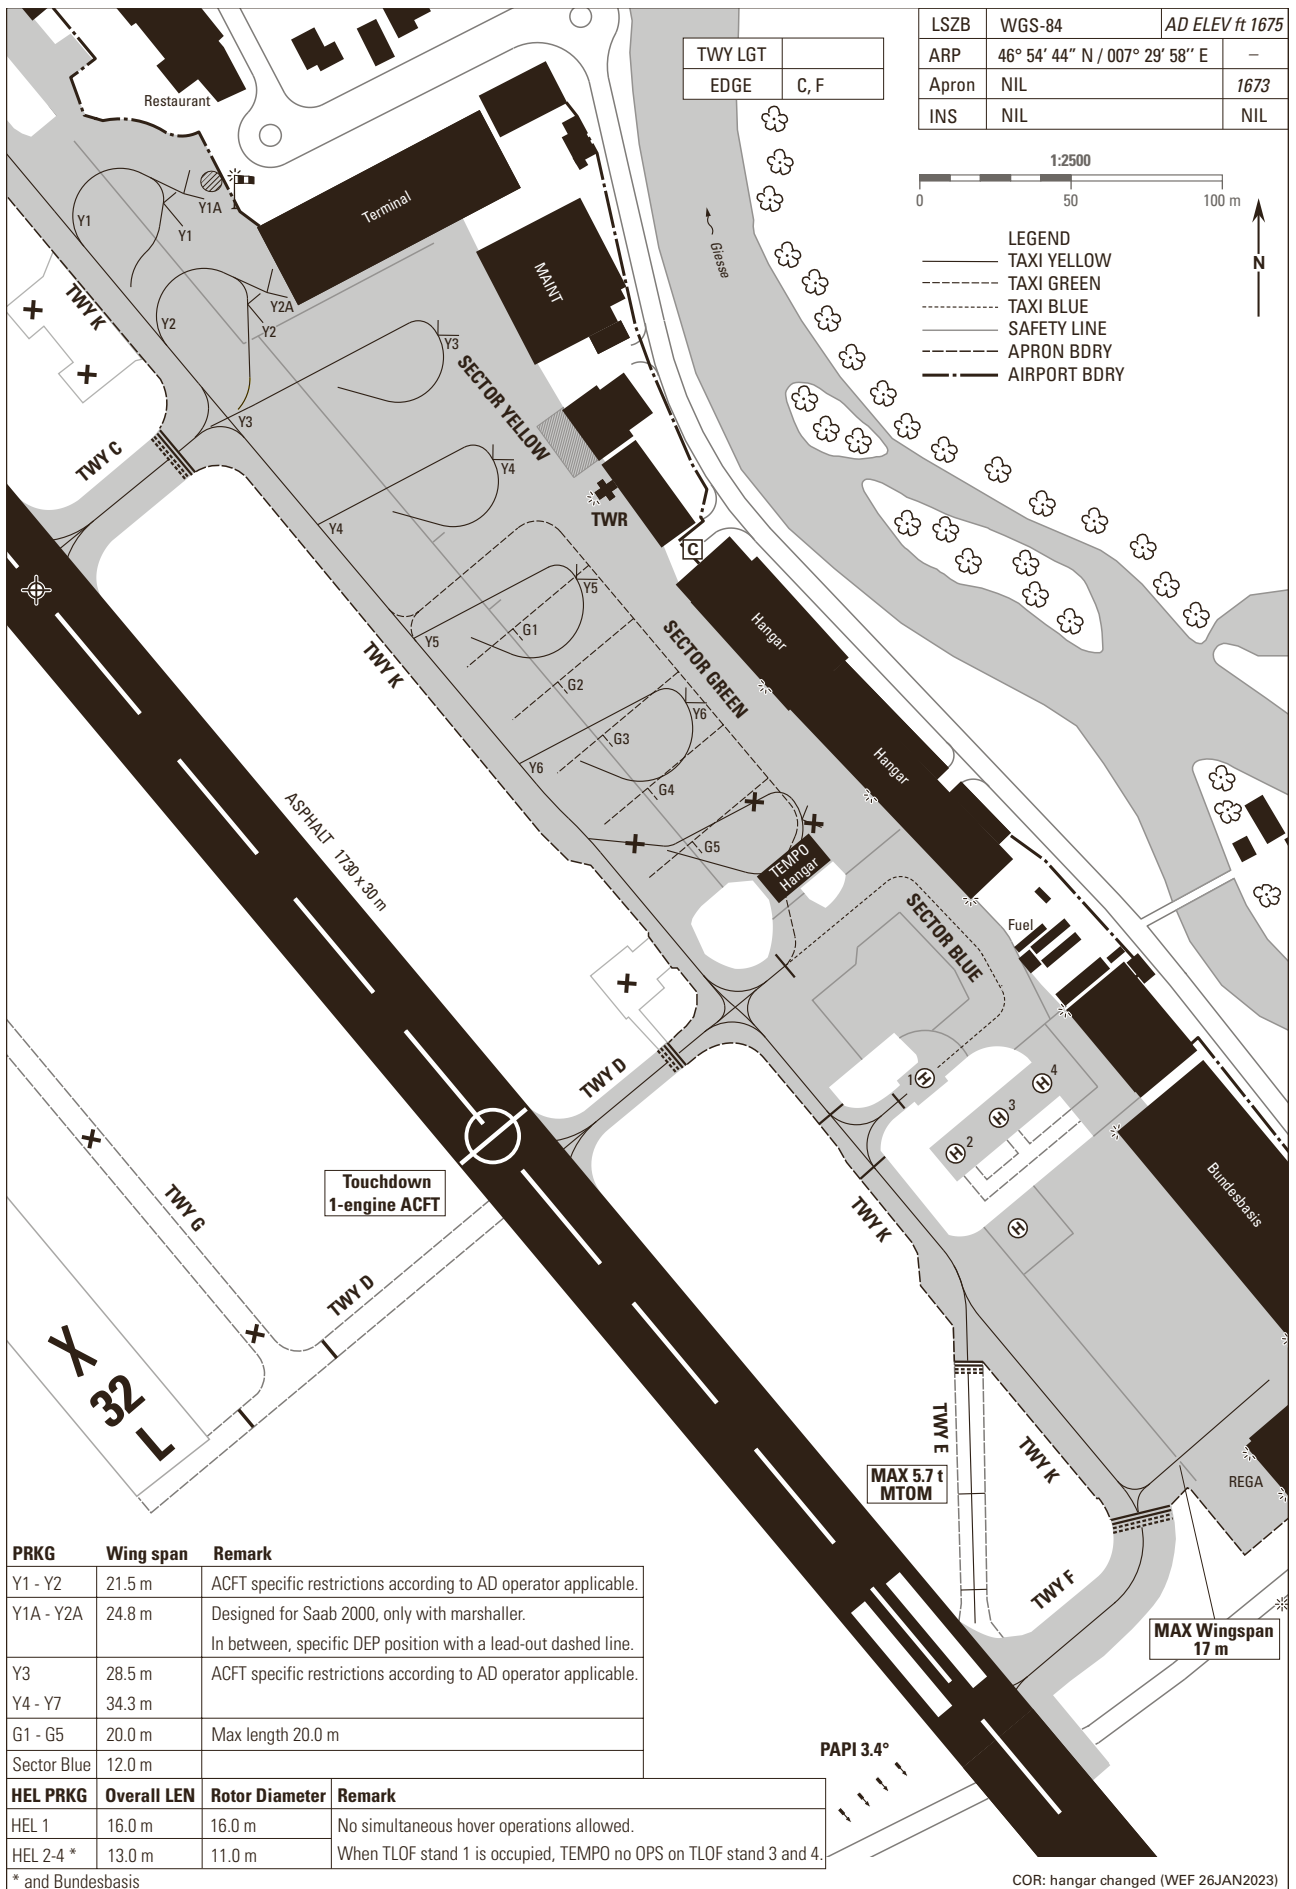 LSZB WGS-84 AD ELEV ft 1675
ARP 46° 54′ 44″ N / 007° 29′ 58′′ E –
Apron NIL 1673
INS NIL NIL
TWY LGT
EDGE C, F
1:2500
0 50 100 m
N
LEGEND
TAXI YELLOW
TAXI GREEN
TAXI BLUE
SAFETY LINE
APRON BDRY
AIRPORT BDRY
Restaurant
Terminal
MAINT
Giesse
Y1
Y1A
Y1
Y2
Y2A
Y2
TWY K
Y3
Y3
SECTOR YELLOW
TWY C
Y4
Y4
TWR
C
Y5
Y5
G1
TWY K
G2
SECTOR GREEN
Hangar
Y6
G3
Y6
G4
Hangar
ASPHALT 1730 x 30 m
G5
TEMPO
Hangar
SECTOR BLUE
Fuel
TWY D
1 H
H 4
H 3
H 2
H
Bundesbasis
Touchdown
1-engine ACFT
TWY G
TWY K
TWY D
X
32
L
TWY E
MAX 5.7 t
MTOM
TWY K
REGA
TWY F
MAX Wingspan
17 m
PAPI 3.4°
PRKG Wing span Remark
Y1 - Y2 21.5 m ACFT specific restrictions according to AD operator applicable.
Y1A - Y2A 24.8 m Designed for Saab 2000, only with marshaller.
In between, specific DEP position with a lead-out dashed line.
Y3 28.5 m ACFT specific restrictions according to AD operator applicable.
Y4 - Y7 34.3 m
G1 - G5 20.0 m Max length 20.0 m
Sector Blue 12.0 m
HEL PRKG Overall LEN Rotor Diameter Remark
HEL 1 16.0 m 16.0 m No simultaneous hover operations allowed.
HEL 2-4 * 13.0 m 11.0 m When TLOF stand 1 is occupied, TEMPO no OPS on TLOF stand 3 and 4.
* and Bundesbasis
COR: hangar changed (WEF 26JAN2023)